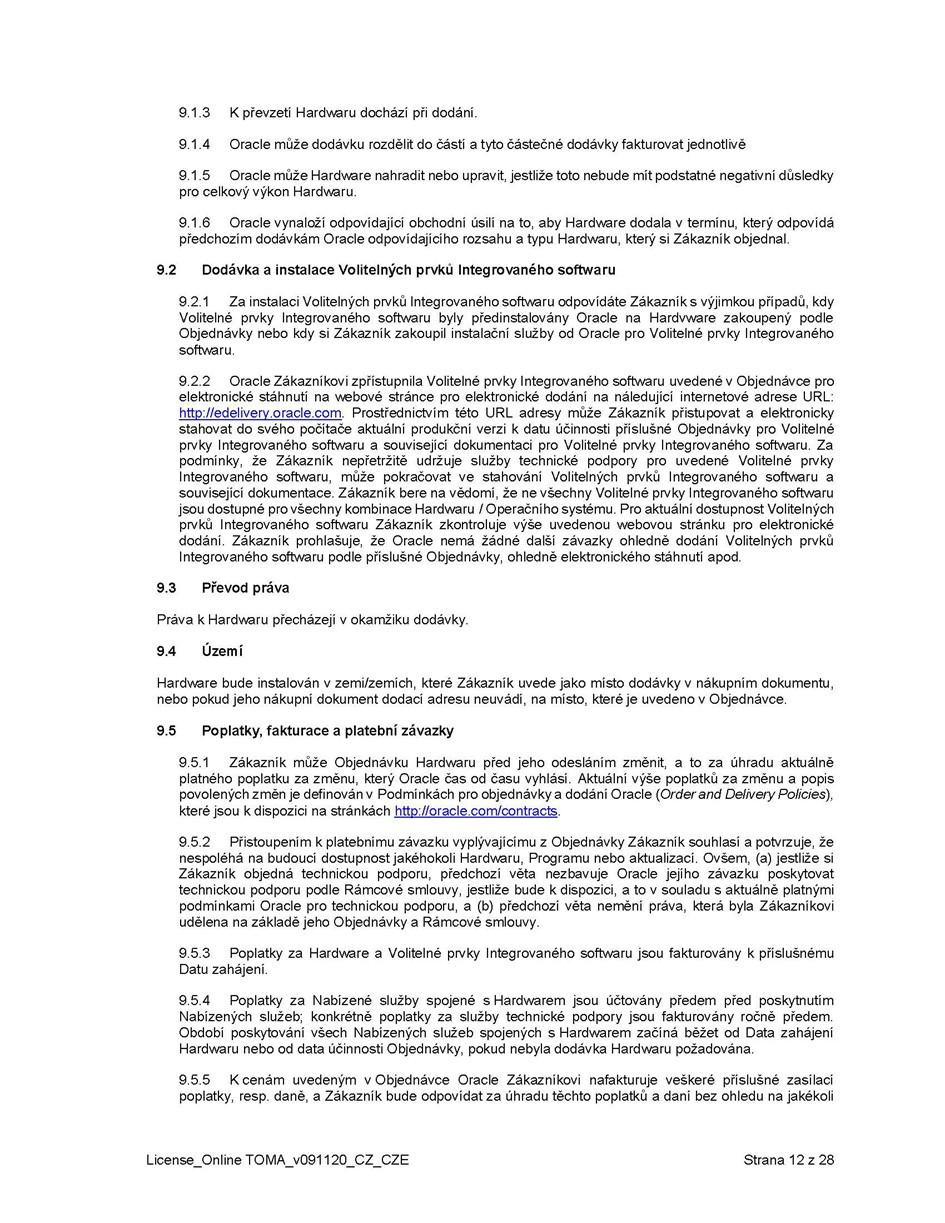 9.1.3 K převzetí Hardwaru dochází při dodání.
9.1.4 Oracle může dodávku rozdělit do částí a tyto částečné dodávky fakturovat jednotlivě
9.1.5 Oracle může Hardware nahradit nebo upravit, jestliže toto nebude mít podstatné negativní důsledky
pro celkový výkon Hardwaru.
9.1.6 Oracle vynaloží odpovídající obchodní úsilí na to, aby Hardware dodala v termínu, který odpovídá
předchozím dodávkám Oracle odpovídajícího rozsahu a typu Hardwaru, který si Zákazník objednal.
9.2 Dodávka a instalace Volitelných prvků Integrovaného softwaru
9.2.1 Za instalaci Volitelných prvků Integrovaného softwaru odpovídáte Zákazník s výjimkou případů, kdy
Volitelné prvky Integrovaného softwaru byly předinstalovány Oracle na Hardvware zakoupený podle
Objednávky nebo kdy si Zákazník zakoupil instalační služby od Oracle pro Volitelné prvky Integrovaného
softwaru.
9.2.2 Oracle Zákazníkovi zpřístupnila Volitelné prvky Integrovaného softwaru uvedené v Objednávce pro
elektronické stáhnutí na webové stránce pro elektronické dodání na náledující internetové adrese URL:
http://edelivery.oracle.com. Prostřednictvím této URL adresy může Zákazník přistupovat a elektronicky
stahovat do svého počítače aktuální produkční verzi k datu účinnosti příslušné Objednávky pro Volitelné
prvky Integrovaného softwaru a související dokumentaci pro Volitelné prvky Integrovaného softwaru. Za
podmínky, že Zákazník nepřetržitě udržuje služby technické podpory pro uvedené Volitelné prvky
Integrovaného softwaru, může pokračovat ve stahování Volitelných prvků Integrovaného softwaru a
související dokumentace. Zákazník bere na vědomí, že ne všechny Volitelné prvky Integrovaného softwaru
jsou dostupné pro všechny kombinace Hardwaru / Operačního systému. Pro aktuální dostupnost Volitelných
prvků Integrovaného softwaru Zákazník zkontroluje výše uvedenou webovou stránku pro elektronické
dodání. Zákazník prohlašuje, že Oracle nemá žádné další závazky ohledně dodání Volitelných prvků
Integrovaného softwaru podle příslušné Objednávky, ohledně elektronického stáhnutí apod.
9.3 Převod práva
Práva k Hardwaru přecházejí v okamžiku dodávky.
9.4 Území
Hardware bude instalován v zemi/zemích, které Zákazník uvede jako místo dodávky v nákupním dokumentu,
nebo pokud jeho nákupní dokument dodací adresu neuvádí, na místo, které je uvedeno v Objednávce.
9.5 Poplatky, fakturace a platební závazky
9.5.1 Zákazník může Objednávku Hardwaru před jeho odesláním změnit, a to za úhradu aktuálně
platného poplatku za změnu, který Oracle čas od času vyhlásí. Aktuální výše poplatků za změnu a popis
povolených změn je definován v Podmínkách pro objednávky a dodání Oracle (Order and Delivery Policies),
které jsou k dispozici na stránkách http://oracle.com/contracts.
9.5.2 Přistoupením k platebnímu závazku vyplývajícímu z Objednávky Zákazník souhlasí a potvrzuje, že
nespoléhá na budoucí dostupnost jakéhokoli Hardwaru, Programu nebo aktualizací. Ovšem, (a) jestliže si
Zákazník objedná technickou podporu, předchozí věta nezbavuje Oracle jejího závazku poskytovat
technickou podporu podle Rámcové smlouvy, jestliže bude k dispozici, a to v souladu s aktuálně platnými
podmínkami Oracle pro technickou podporu, a (b) předchozí věta nemění práva, která byla Zákazníkovi
udělena na základě jeho Objednávky a Rámcové smlouvy.
9.5.3 Poplatky za Hardware a Volitelné prvky Integrovaného softwaru jsou fakturovány k příslušnému
Datu zahájení.
9.5.4 Poplatky za Nabízené služby spojené s Hardwarem jsou účtovány předem před poskytnutím
Nabízených služeb; konkrétně poplatky za služby technické podpory jsou fakturovány ročně předem.
Období poskytování všech Nabízených služeb spojených s Hardwarem začíná běžet od Data zahájení
Hardwaru nebo od data účinnosti Objednávky, pokud nebyla dodávka Hardwaru požadována.
9.5.5 K cenám uvedeným v Objednávce Oracle Zákazníkovi nafakturuje veškeré příslušné zasílací
poplatky, resp. daně, a Zákazník bude odpovídat za úhradu těchto poplatků a daní bez ohledu na jakékoli
License_Online TOMA_v091120_CZ_CZE
Strana 12 z 28